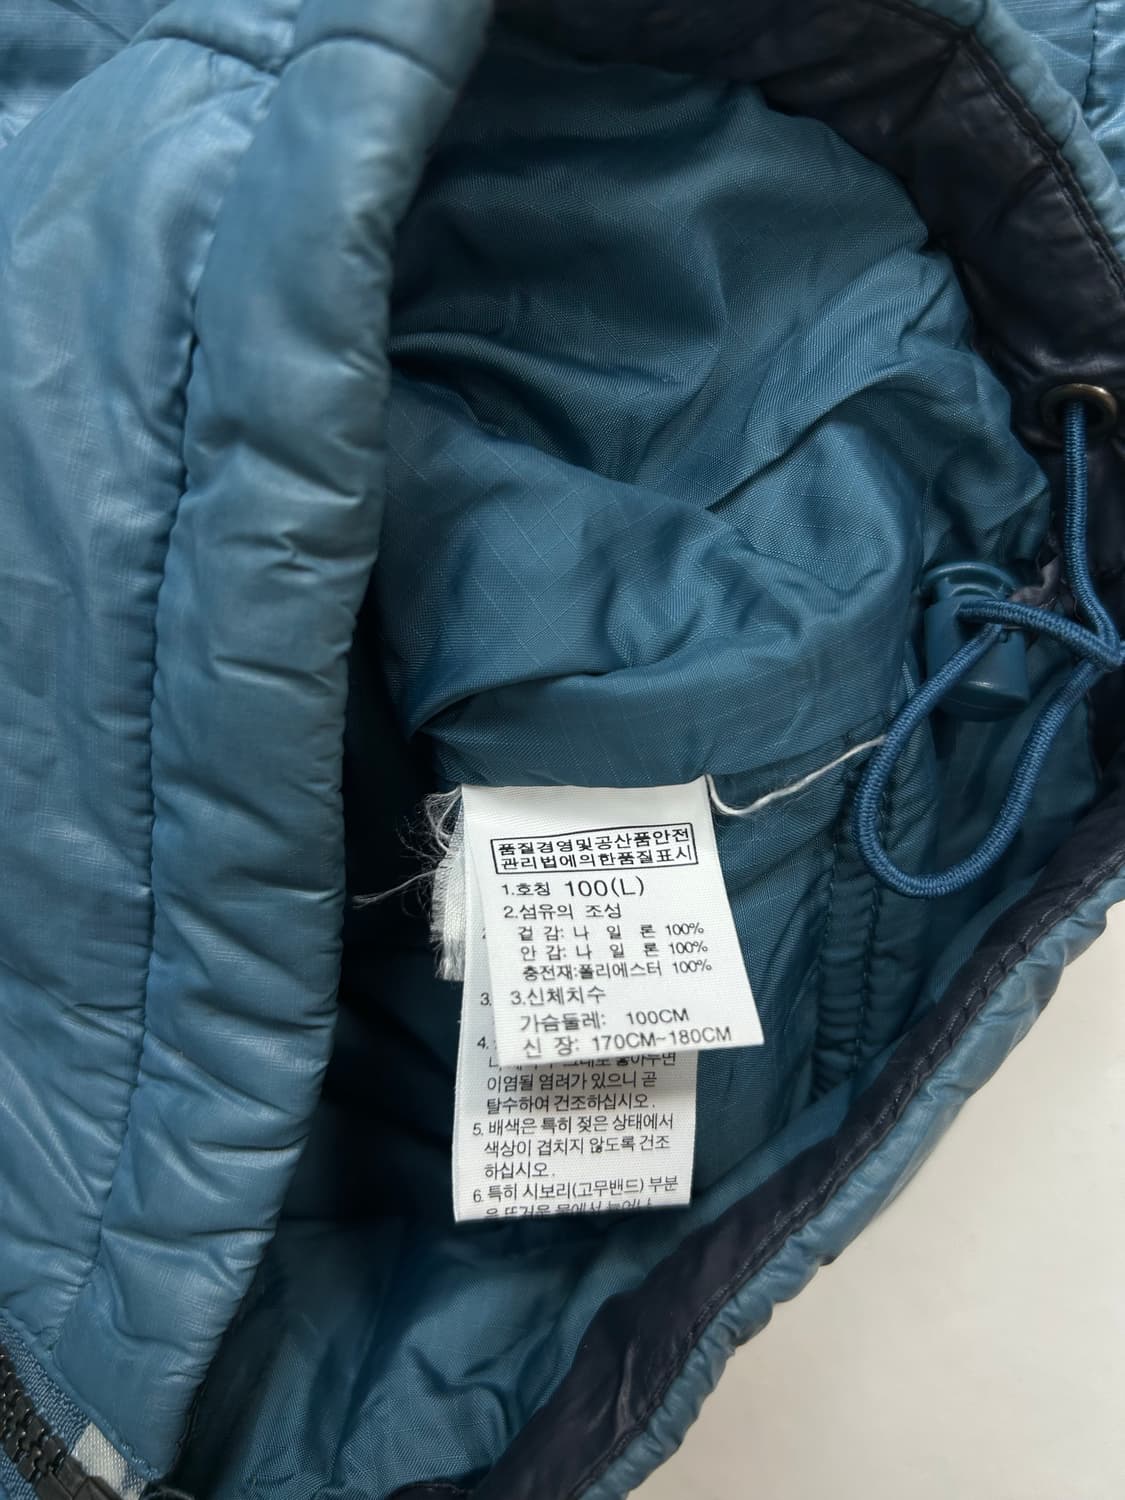 품질경영및공산품안전
관리법에의한품질표시
1.호칭 100(L)
2.섬유의 조성
겉 감: 나 일 론 100%
안 감: 나 일 론 100%
충전재:폴리에스터 100%
3.신체치수
가슴둘레: 100CM
신 장: 170CM~180CM
3.
4.
이염될 염려가 있으니 곧
탈수하여 건조하십시오.
5. 배색은 특히 젖은 상태에서
색상이 겹치지 않도록 건조
하십시오.
6. 특히 시보리(고무밴드) 부분